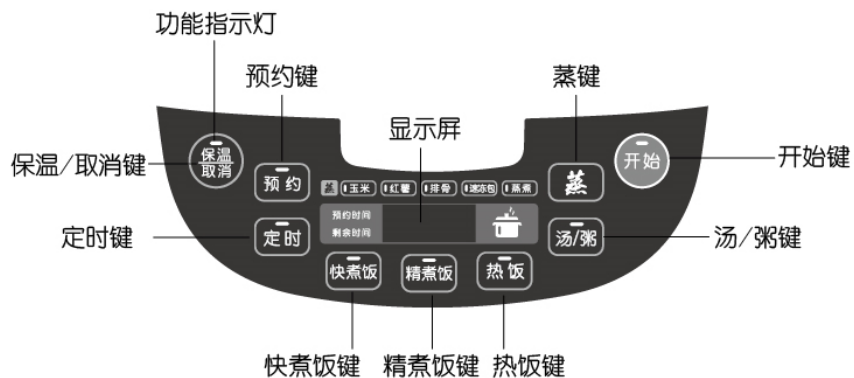 功能指示灯
预约键
蒸键
显示屏
保温/取消键
保温
取消
开始
开始键
预约
蒸 玉米 红薯 排骨 速冻包 蒸煮
蒸
定时键
定时
预约时间
剩余时间
汤/粥
汤/粥键
快煮饭
精煮饭
热饭
快煮饭键
精煮饭键
热饭键